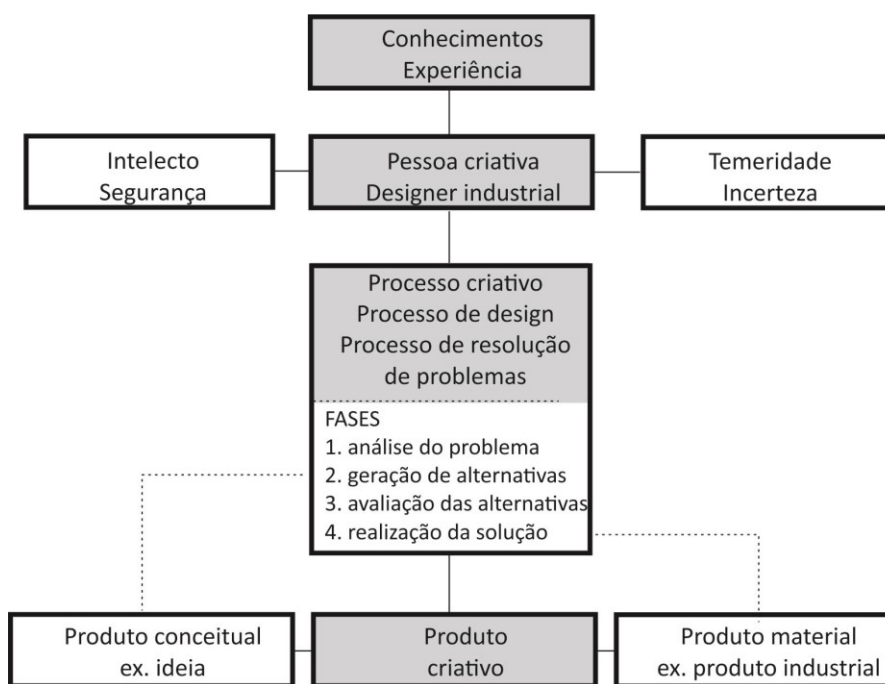 Conhecimentos
Experiência
Intelecto
Segurança
Pessoa criativa
Designer industrial
Temeridade
Incerteza
Processo criativo
Processo de design
Processo de resolução
de problemas
FASES
1. análise do problema
2. geração de alternativas
3. avaliação das alternativas
4. realização da solução
Produto conceitual
ex. ideia
Produto
criativo
Produto material
ex. produto industrial